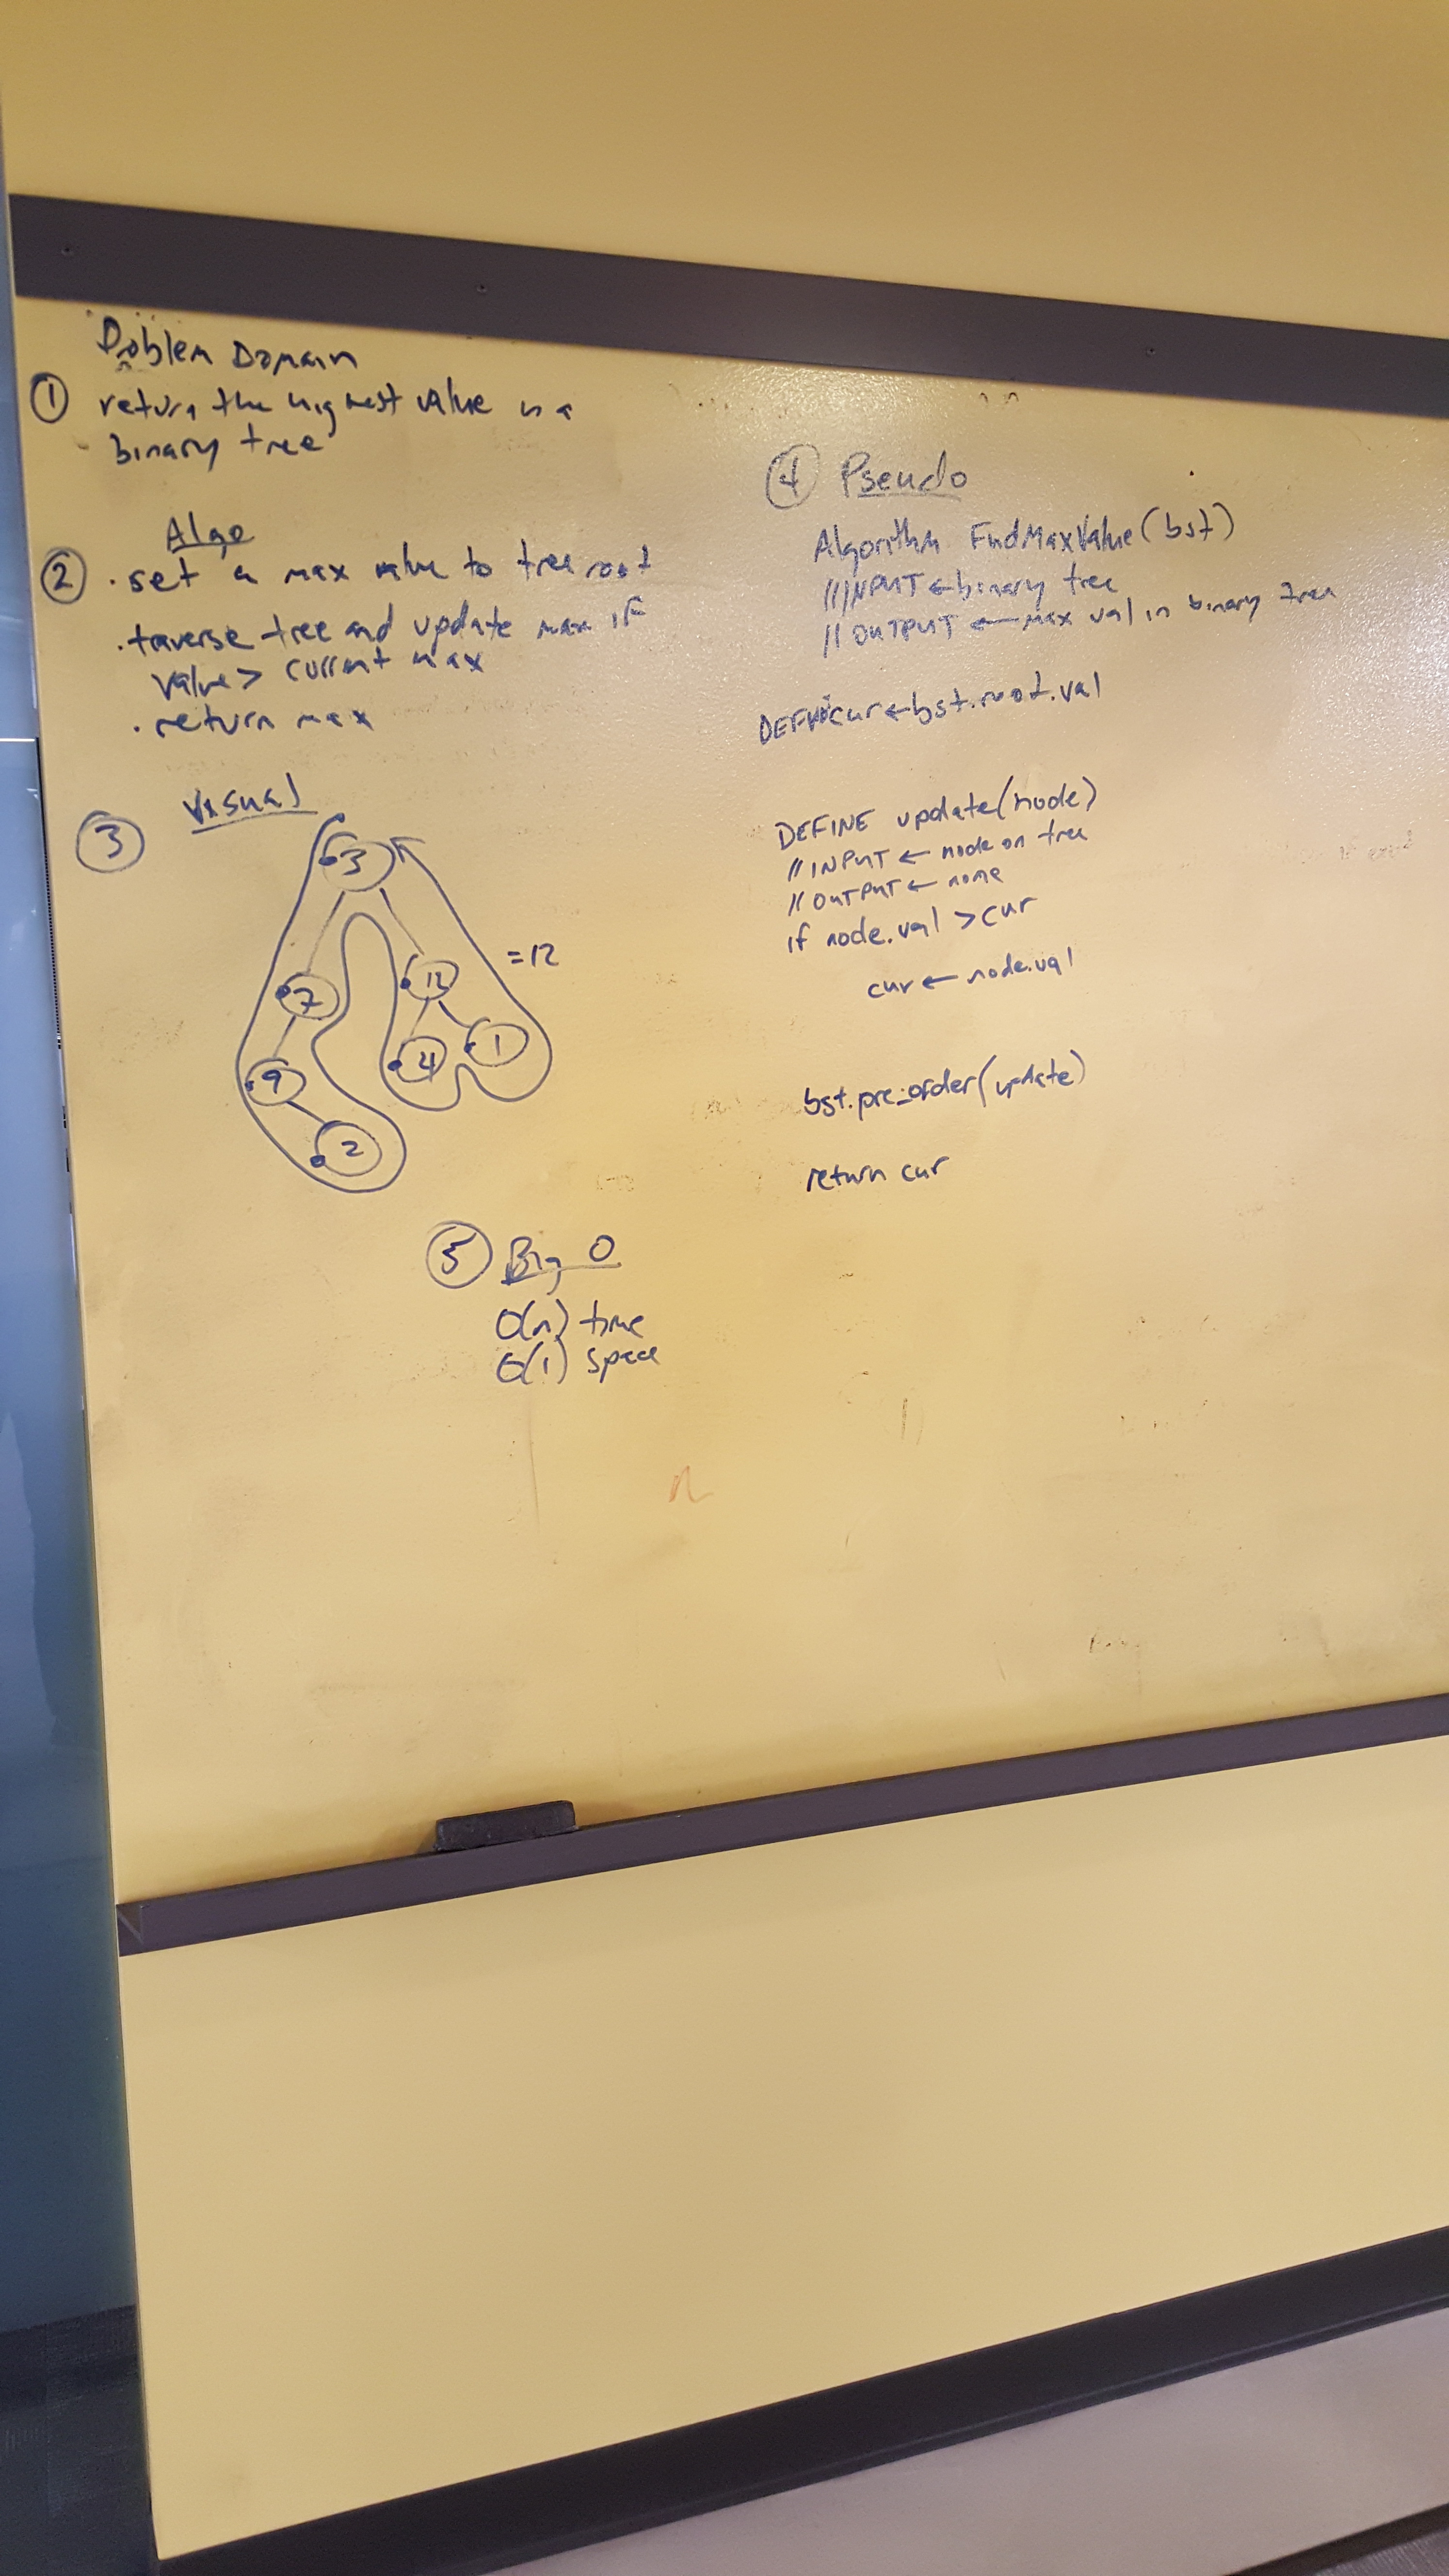 Problem Domain
① return the highest value in a
binary tree
Algo
② · set a max value to tree root
· traverse tree and update max if
value > current max
· return max
③ Visual
3
7
12
= 12
9
4
1
2
④ Pseudo
Algorithm FindMaxValue(bst)
// INPUT ← binary tree
// OUTPUT ← max val in binary tree
DEFINE cur ← bst.root.val
DEFINE update(node)
// INPUT ← node on tree
// OUTPUT ← none
if node.val > cur
cur ← node.val
bst.pre_order(update)
return cur
⑤ Big O
O(n) time
O(1) space